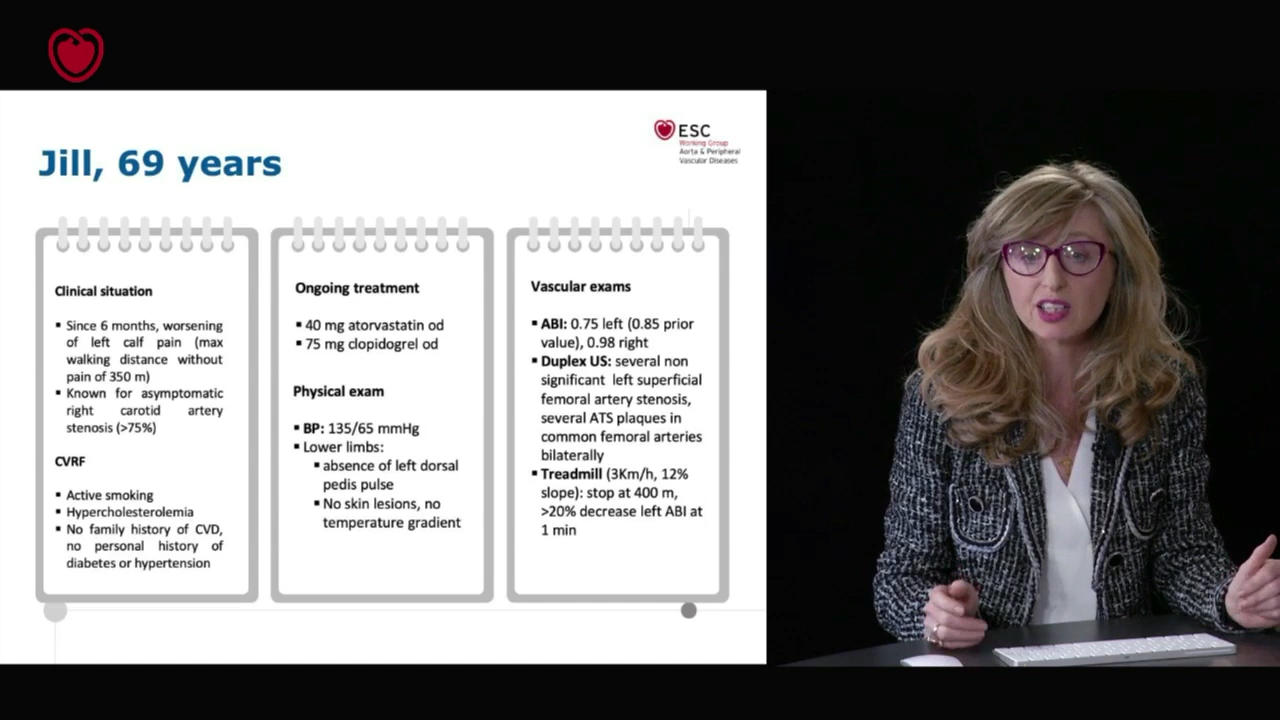 ESC
Working Group
Aorta & Peripheral
Vascular Diseases
Jill, 69 years
Clinical situation
▪ Since 6 months, worsening
of left calf pain (max
walking distance without
pain of 350 m)
▪ Known for asymptomatic
right carotid artery
stenosis (>75%)
CVRF
▪ Active smoking
▪ Hypercholesterolemia
▪ No family history of CVD,
no personal history of
diabetes or hypertension
Ongoing treatment
▪ 40 mg atorvastatin od
▪ 75 mg clopidogrel od
Physical exam
▪ BP: 135/65 mmHg
▪ Lower limbs:
▪ absence of left dorsal
pedis pulse
▪ No skin lesions, no
temperature gradient
Vascular exams
▪ ABI: 0.75 left (0.85 prior
value), 0.98 right
▪ Duplex US: several non
significant left superficial
femoral artery stenosis,
several ATS plaques in
common femoral arteries
bilaterally
▪ Treadmill (3Km/h, 12%
slope): stop at 400 m,
>20% decrease left ABI at
1 min